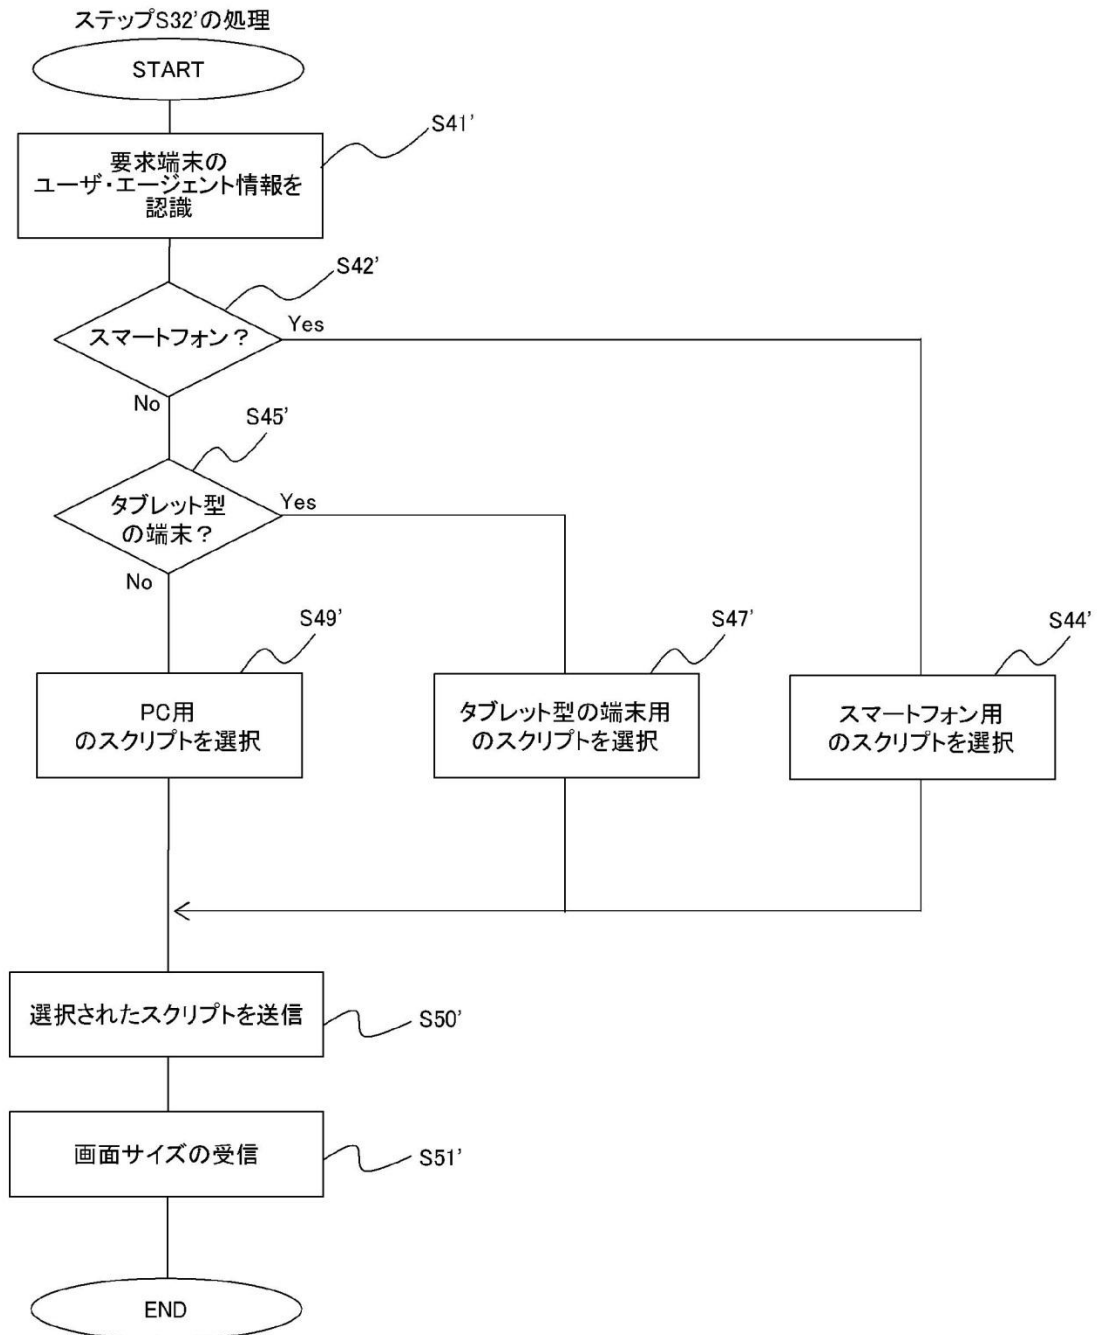 ステップS32’の処理
START
S41’
要求端末の
ユーザ・エージェント情報を
認識
S42’
スマートフォン？
Yes
No
S45’
タブレット型
の端末？
Yes
No
S49’
S47’
S44’
PC用
のスクリプトを選択
タブレット型の端末用
のスクリプトを選択
スマートフォン用
のスクリプトを選択
選択されたスクリプトを送信
S50’
画面サイズの受信
S51’
END